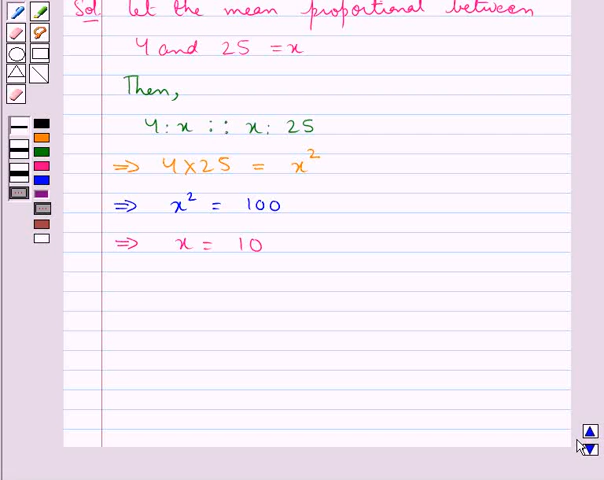 Sol. Let the mean proportional between
4 and 25 = x
Then,
4 : x :: x : 25
⇒ 4 × 25 = x²
⇒ x² = 100
⇒ x = 10